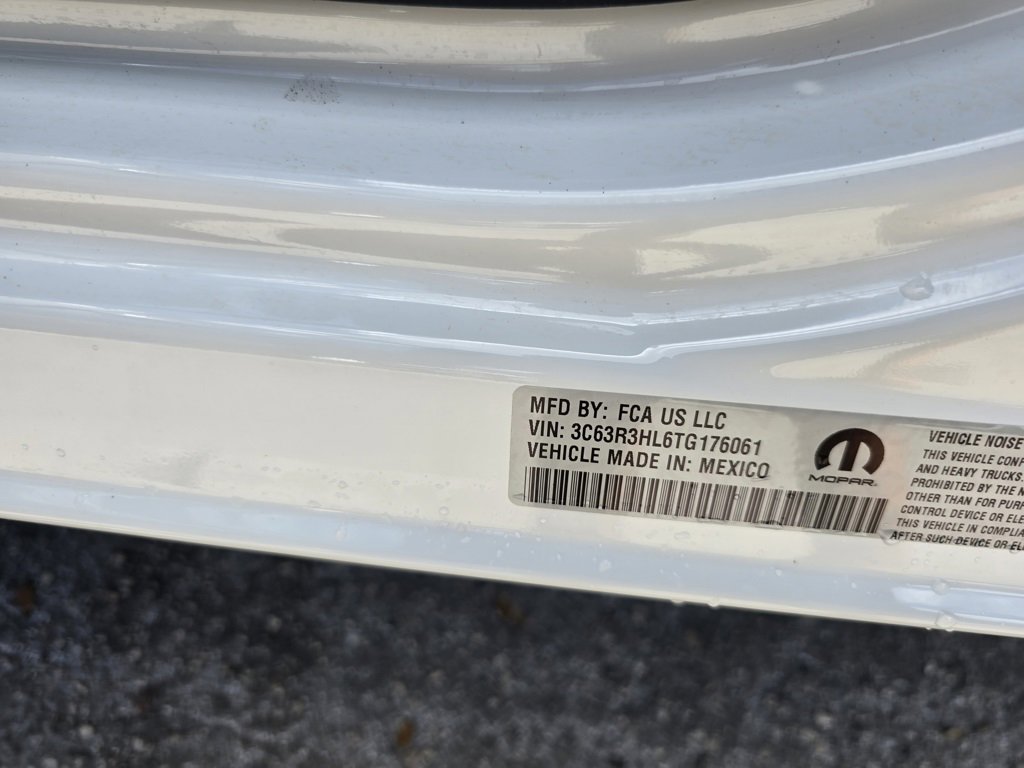 MFD BY: FCA US LLC
VIN: 3C63R3HL6TG176061
VEHICLE MADE IN: MEXICO
MOPAR
VEHICLE NOISE
THIS VEHICLE CONF
AND HEAVY TRUCKS.
PROHIBITED BY THE N
OTHER THAN FOR PURP
CONTROL DEVICE OR ELE
THIS VEHICLE IN COMPLIA
AFTER SUCH DEVICE OR EL